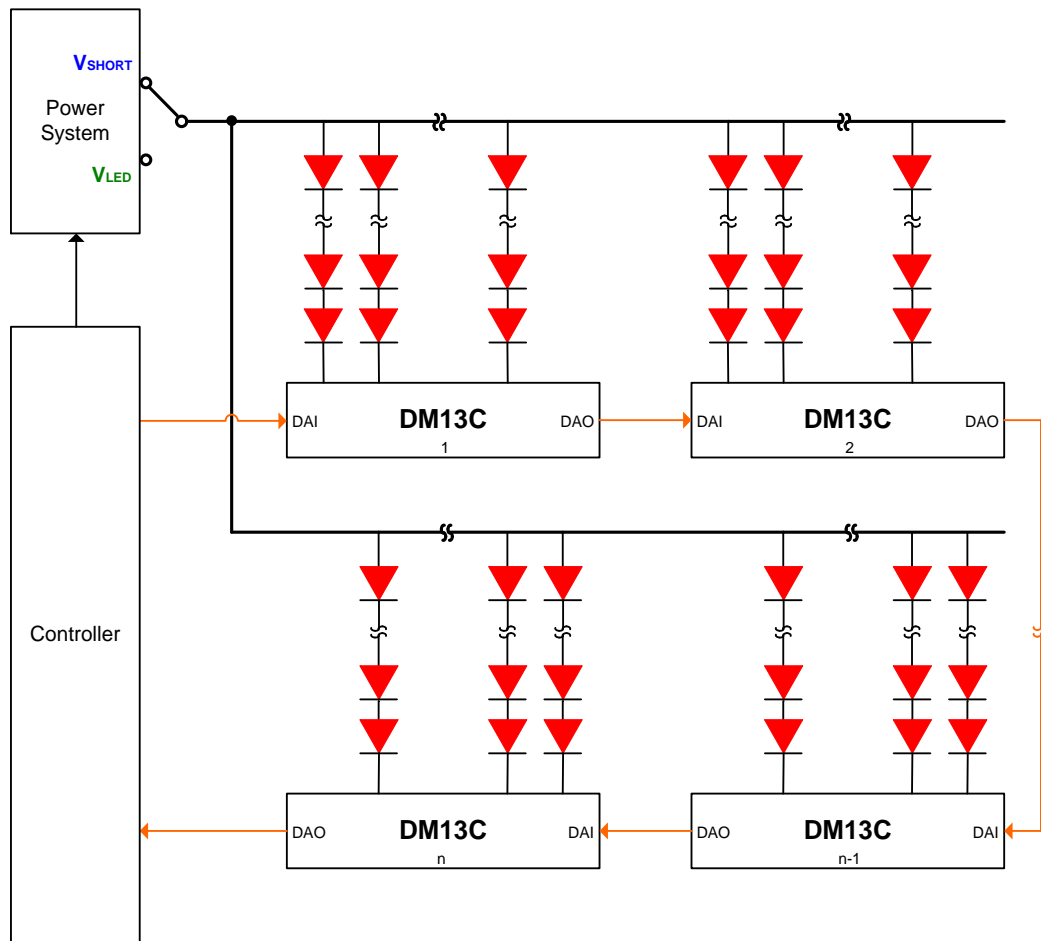 VSHORT
Power
System
VLED
DAI
DM13C
DAO
1
DAI
DM13C
DAO
2
Controller
DAO
DM13C
DAI
n
DAO
DM13C
DAI
n-1